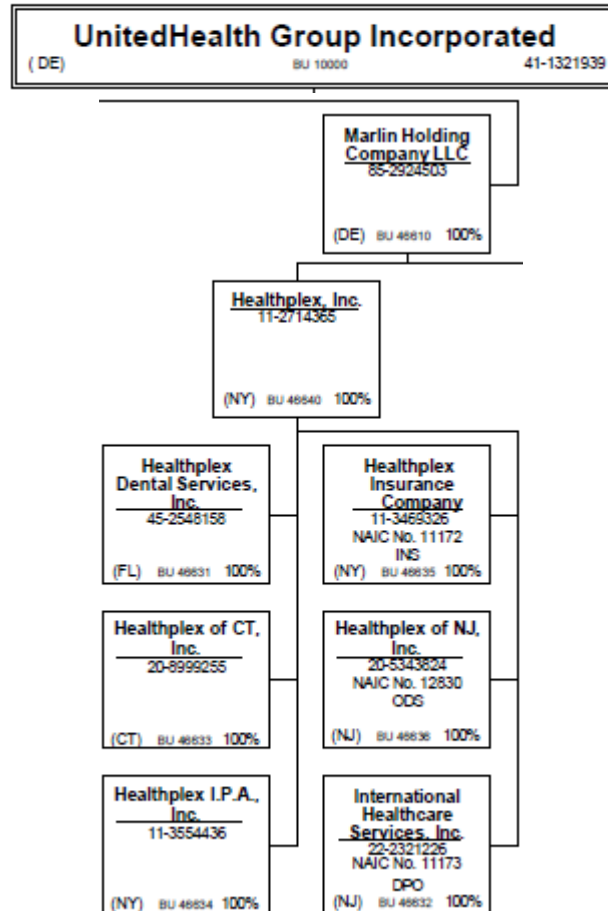 UnitedHealth Group Incorporated
( DE) BU 10000 41-1321939
Marlin Holding
Company LLC
85-2924503
(DE) BU 46610 100%
Healthplex, Inc.
11-2714365
(NY) BU 46640 100%
Healthplex
Dental Services,
Inc.
45-2548158
(FL) BU 46631 100%
Healthplex
Insurance
Company
11-3469326
NAIC No. 11172
INS
(NY) BU 46635 100%
Healthplex of CT,
Inc.
20-8999255
(CT) BU 46633 100%
Healthplex of NJ,
Inc.
20-5343824
NAIC No. 12830
ODS
(NJ) BU 46636 100%
Healthplex I.P.A.,
Inc.
11-3554436
(NY) BU 46634 100%
International
Healthcare
Services, Inc.
22-2321226
NAIC No. 11173
DPO
(NJ) BU 46632 100%